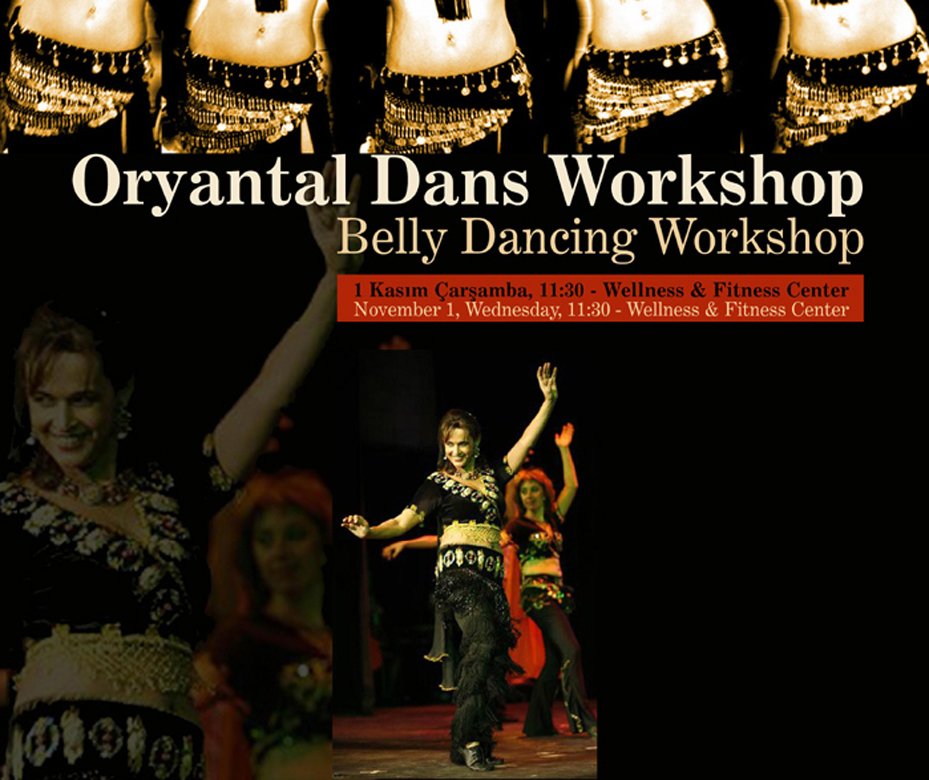 Oryantal Dans Workshop
Belly Dancing Workshop
1 Kasım Çarşamba, 11:30 - Wellness & Fitness Center
November 1, Wednesday, 11:30 - Wellness & Fitness Center